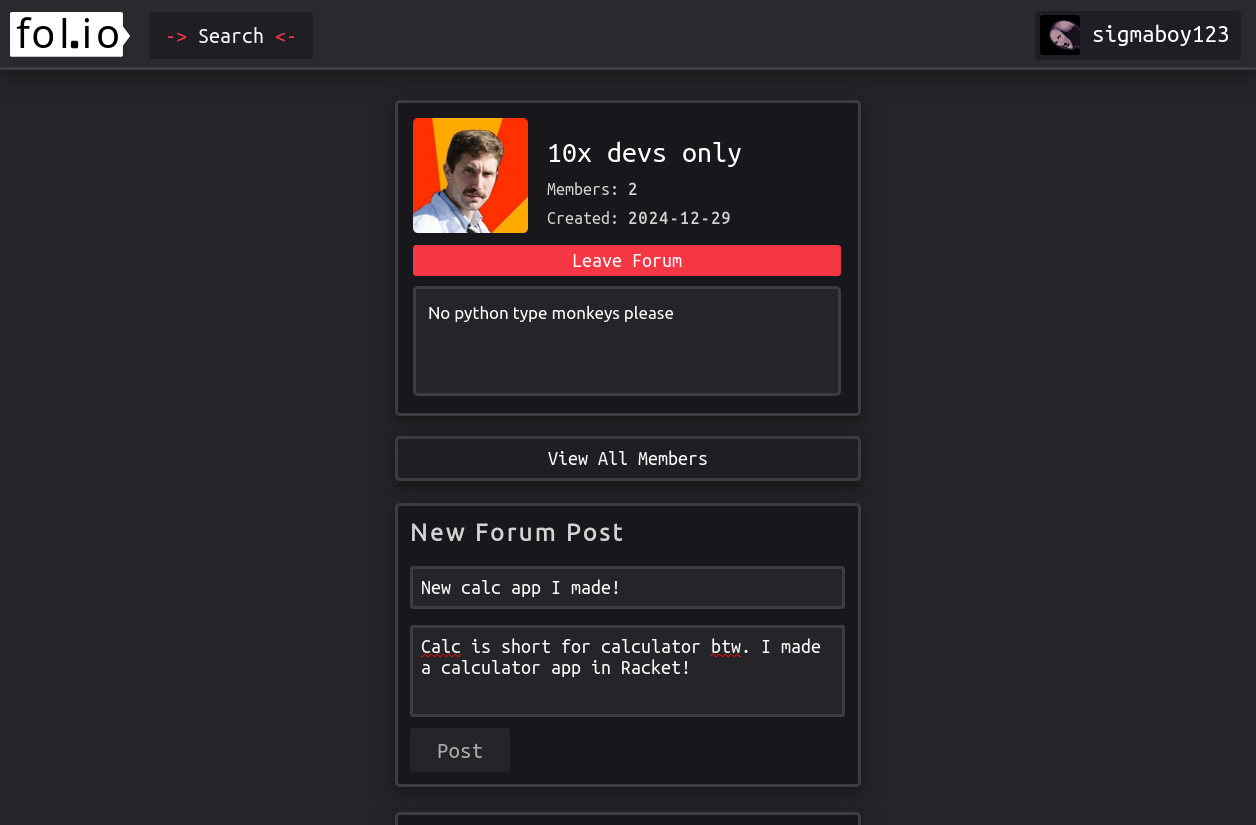 fol.io
-> Search <-
sigmaboy123
10x devs only
Members: 2
Created: 2024-12-29
Leave Forum
No python type monkeys please
View All Members
New Forum Post
New calc app I made!
Calc is short for calculator btw. I made
a calculator app in Racket!
Post